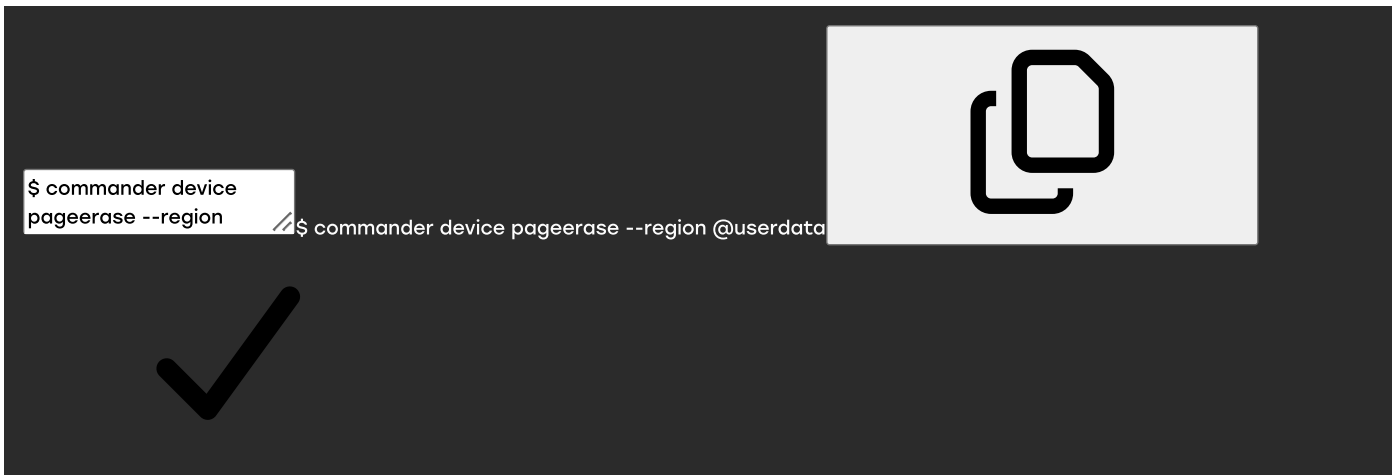 $ commander device
pageerase --region
$ commander device pageerase --region @userdata